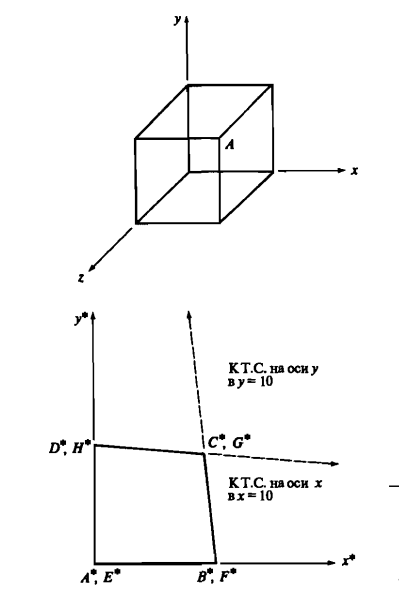 y
A
x
z
y*
К Т.С. на оси y
в y = 10
D*, H*
C*, G*
К Т.С. на оси x
в x = 10
x*
A*, E*
B*, F*